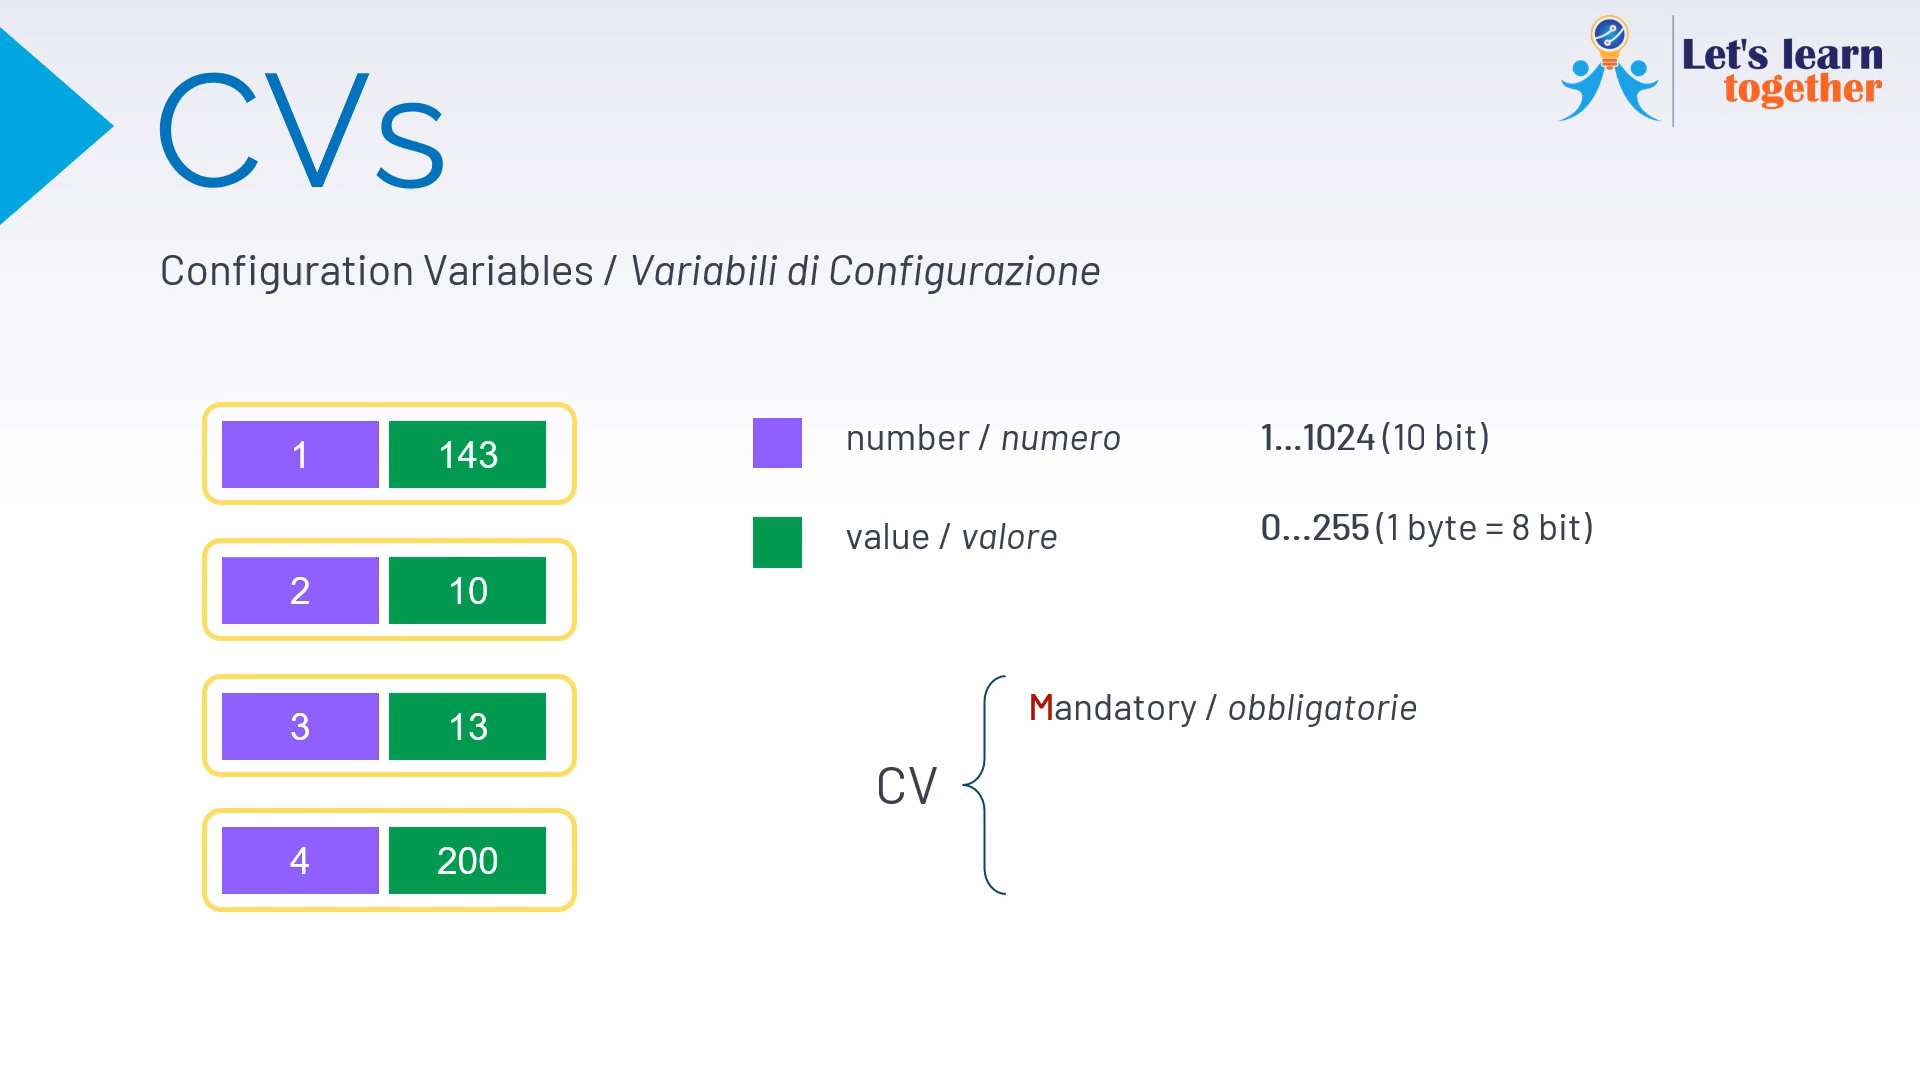 Let's learn
together
CVs
Configuration Variables / Variabili di Configurazione
1 143
2 10
3 13
4 200
number / numero 1...1024 (10 bit)
value / valore 0...255 (1 byte = 8 bit)
CV
Mandatory / obbligatorie